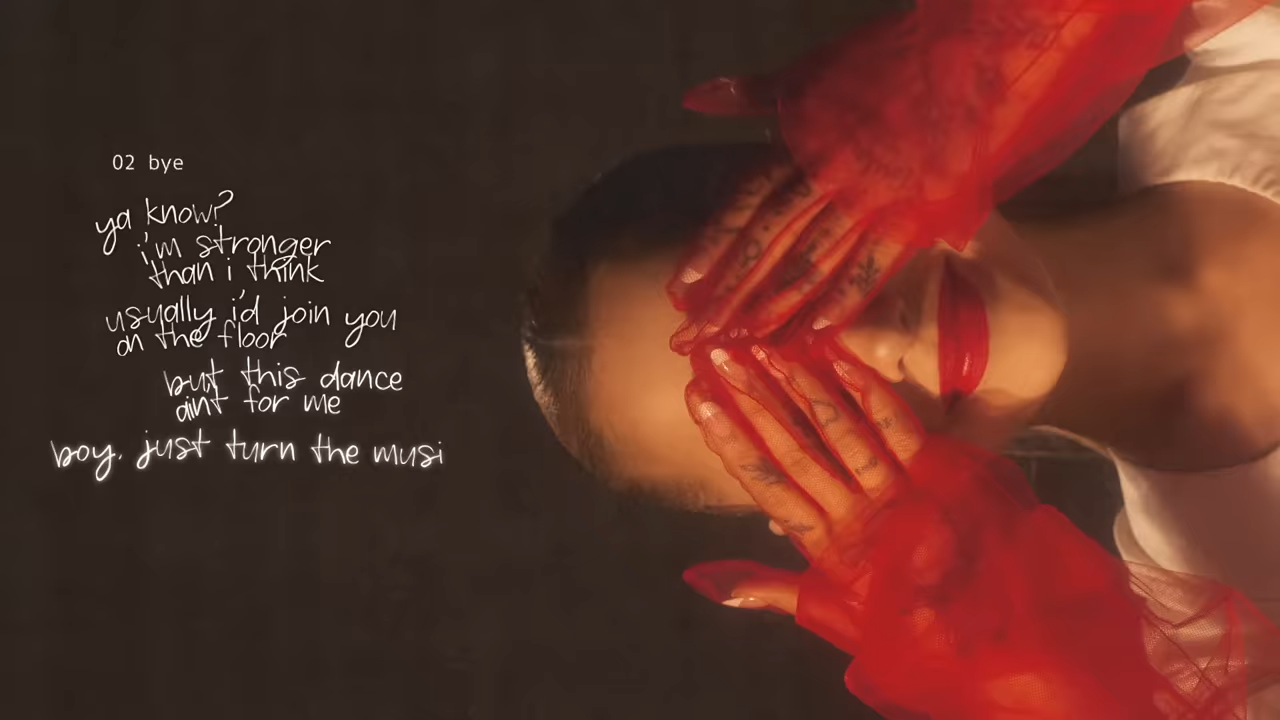 02 bye
ya know?
i'm stronger
than i think
usually i'd join you
on the floor
but this dance
aint for me
boy, just turn the musi